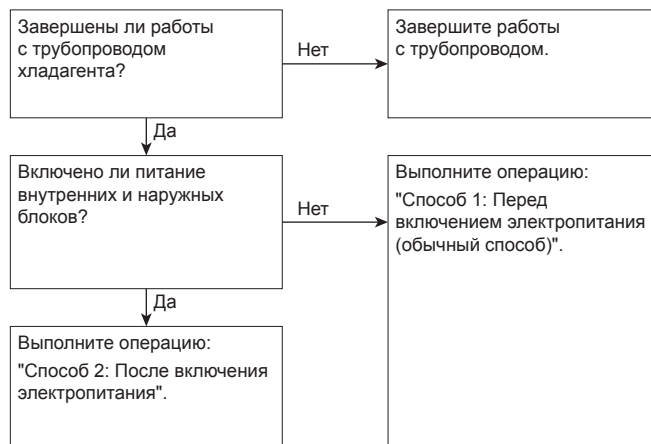 Завершены ли работы
с трубопроводом
хладагента?
Нет
Завершите работы
с трубопроводом.
Да
Включено ли питание
внутренних и наружных
блоков?
Нет
Выполните операцию:
"Способ 1: Перед
включением электропитания
(обычный способ)".
Да
Выполните операцию:
"Способ 2: После включения
электропитания".